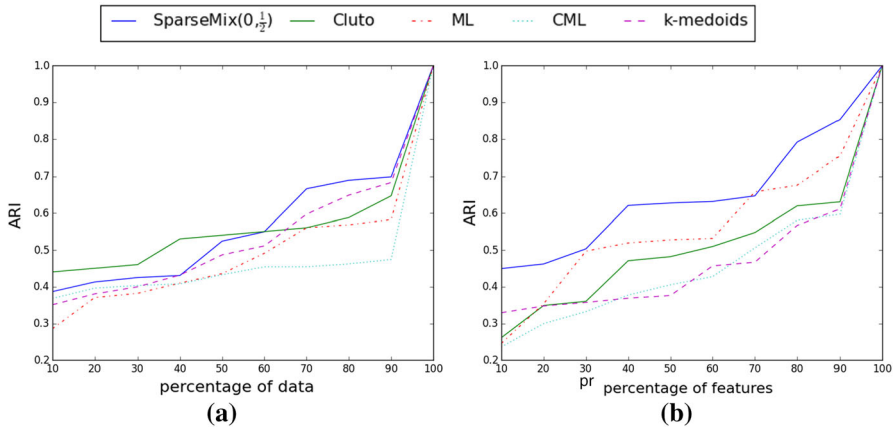 SparseMix(0,½) Cluto ML CML k-medoids
1.0 1.0
0.9 0.9
0.8 0.8
0.7 0.7
ARI 0.6 ARI 0.6
0.5 0.5
0.4 0.4
0.3 0.3
0.2 0.2
10 20 30 40 50 60 70 80 90 100 10 20 30 40 50 60 70 80 90 100
percentage of data pr percentage of features
(a) (b)